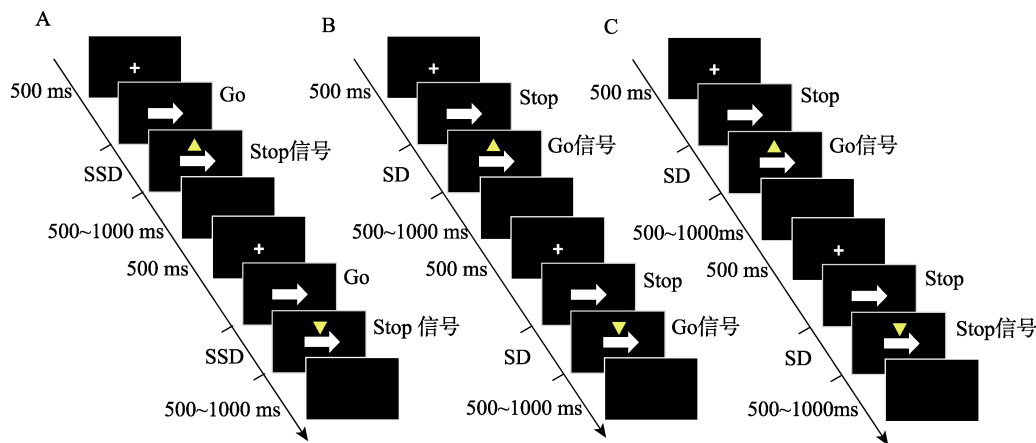 A
500 ms
Go
Stop信号
SSD
500~1000 ms
500 ms
Go
Stop 信号
SSD
500~1000 ms
B
500 ms
Stop
Go信号
SD
500~1000 ms
500 ms
Stop
Go信号
SD
500~1000 ms
C
500 ms
Stop
Go信号
SD
500~1000ms
500 ms
Stop
Stop信号
SD
500~1000ms